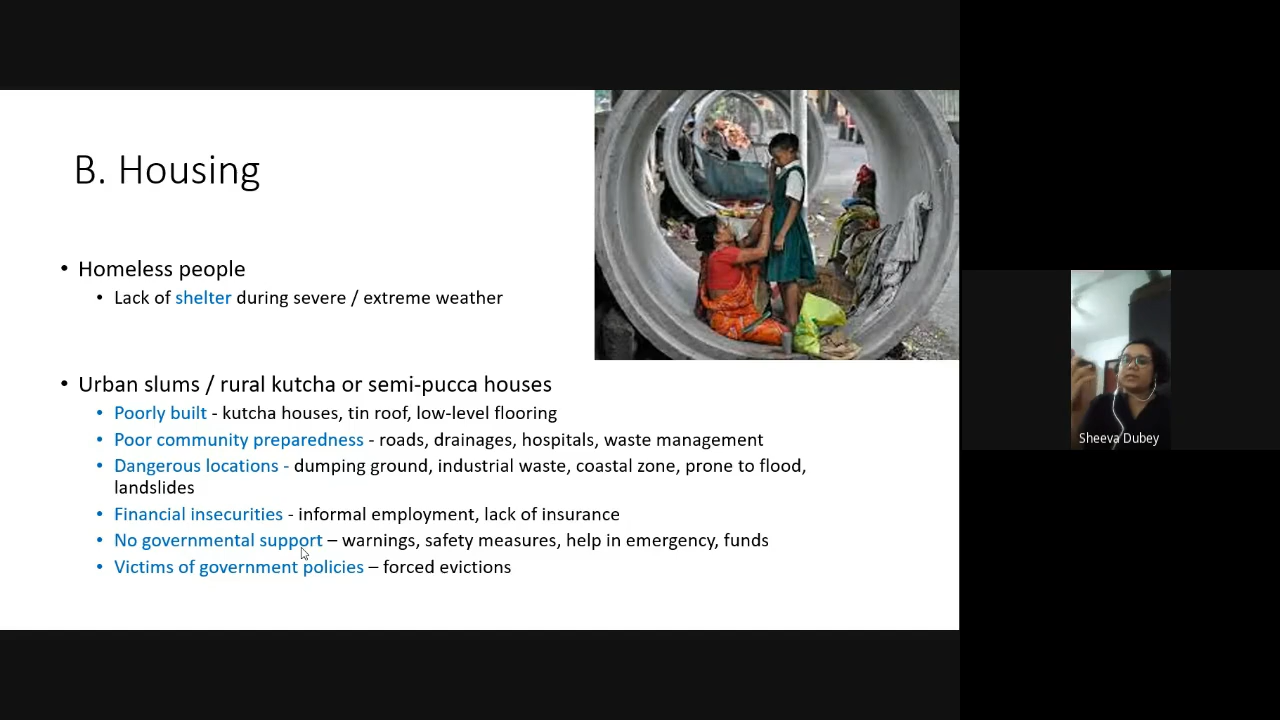 B. Housing
• Homeless people
• Lack of shelter during severe / extreme weather
• Urban slums / rural kutcha or semi-pucca houses
• Poorly built - kutcha houses, tin roof, low-level flooring
• Poor community preparedness - roads, drainages, hospitals, waste management
• Dangerous locations - dumping ground, industrial waste, coastal zone, prone to flood,
landslides
• Financial insecurities - informal employment, lack of insurance
• No governmental support – warnings, safety measures, help in emergency, funds
• Victims of government policies – forced evictions
Sheeva Dubey